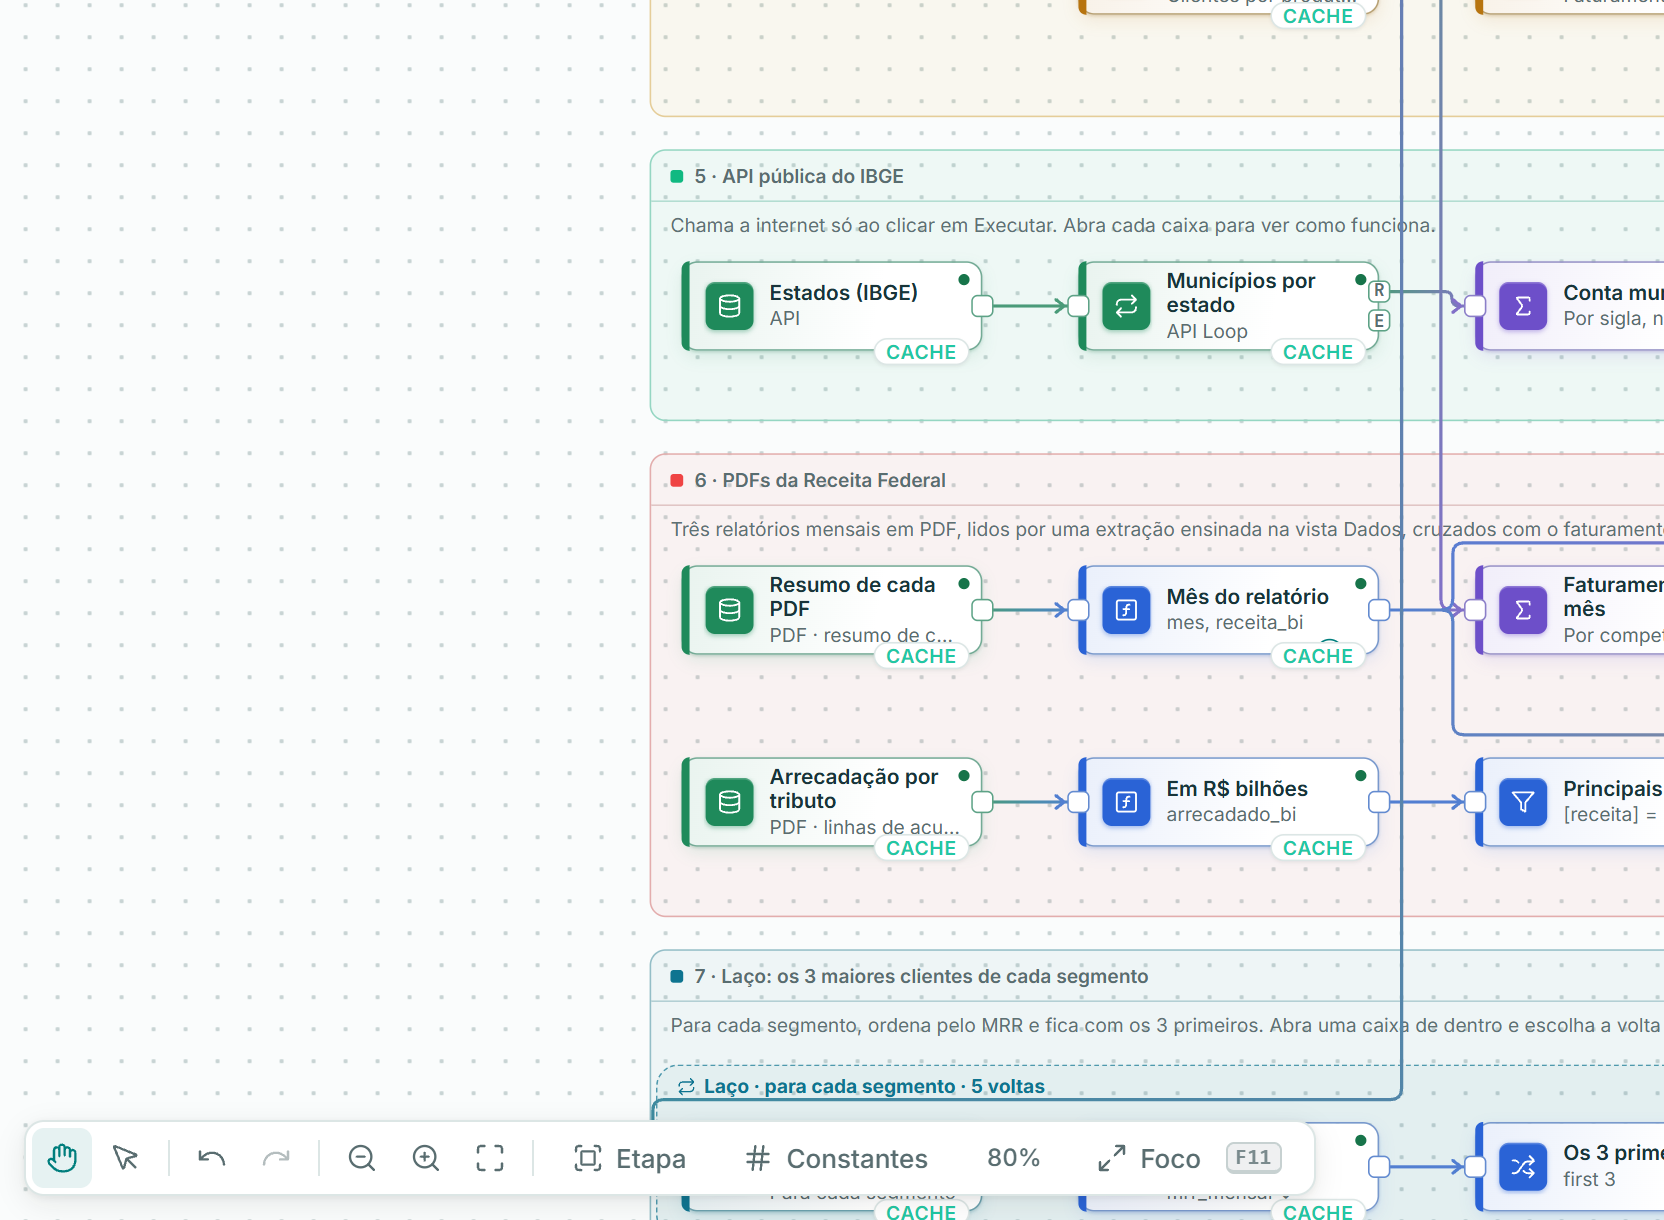 CACHE
5 · API pública do IBGE
Chama a internet só ao clicar em Executar. Abra cada caixa para ver como funciona.
Estados (IBGE)
API
CACHE
Municípios por
estado
API Loop
CACHE
R
E
Conta mu
Por sigla, n
6 · PDFs da Receita Federal
Três relatórios mensais em PDF, lidos por uma extração ensinada na vista Dados, cruzados com o faturament
Resumo de cada
PDF
PDF · resumo de c...
CACHE
Mês do relatório
mes, receita_bi
CACHE
Faturamen
mês
Por compet
Arrecadação por
tributo
PDF · linhas de acu...
CACHE
Em R$ bilhões
arrecadado_bi
CACHE
Principais
[receita] =
7 · Laço: os 3 maiores clientes de cada segmento
Para cada segmento, ordena pelo MRR e fica com os 3 primeiros. Abra uma caixa de dentro e escolha a volta
Laço · para cada segmento · 5 voltas
Os 3 prime
first 3
Etapa
Constantes
80%
Foco
F11
CACHE
CACHE